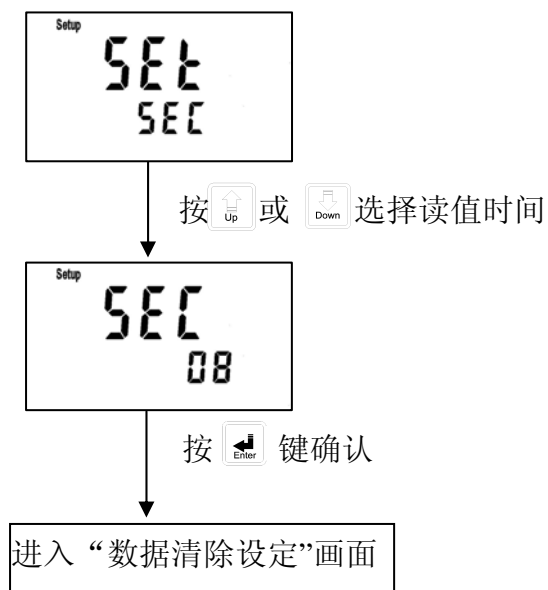 Setup
SEt
SEC
按 Up 或 Down 选择读值时间
Setup
SEC
08
按 Enter 键确认
进入“数据清除设定”画面